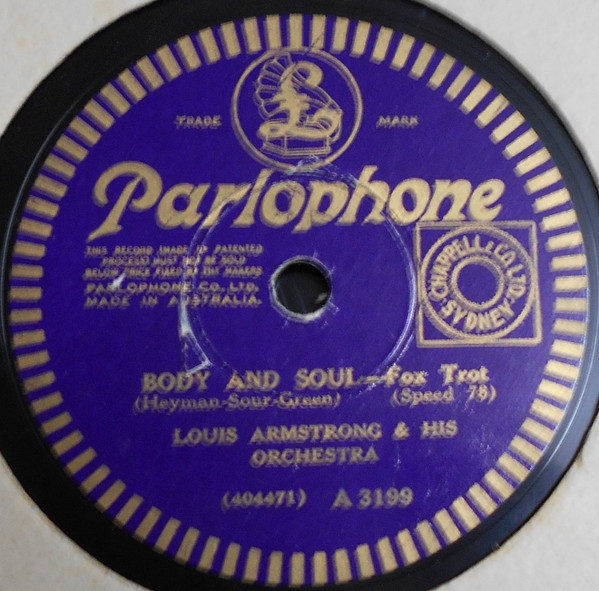 TRADE MARK
Parlophone
THIS RECORD (MADE BY PATENTED
PROCESS) MUST NOT BE SOLD
BELOW PRICE FIXED BY THE MAKERS
PARLOPHONE CO. LTD.
MADE IN AUSTRALIA.
CHAPPELL & CO LTD
SYDNEY
BODY AND SOUL—Fox Trot
(Heyman-Sour-Green) (Speed 78)
LOUIS ARMSTRONG & HIS
ORCHESTRA
(404471) A 3199